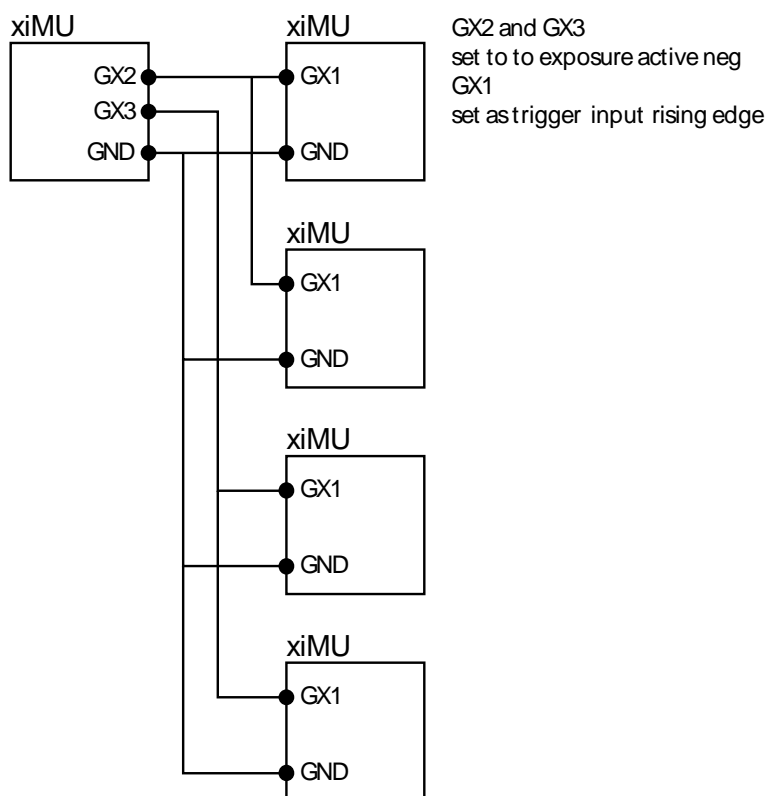 xiMU
GX2
GX3
GND
xiMU
GX1
GND
GX2 and GX3
set to to exposure active neg
GX1
set as trigger input rising edge
xiMU
GX1
GND
xiMU
GX1
GND
xiMU
GX1
GND